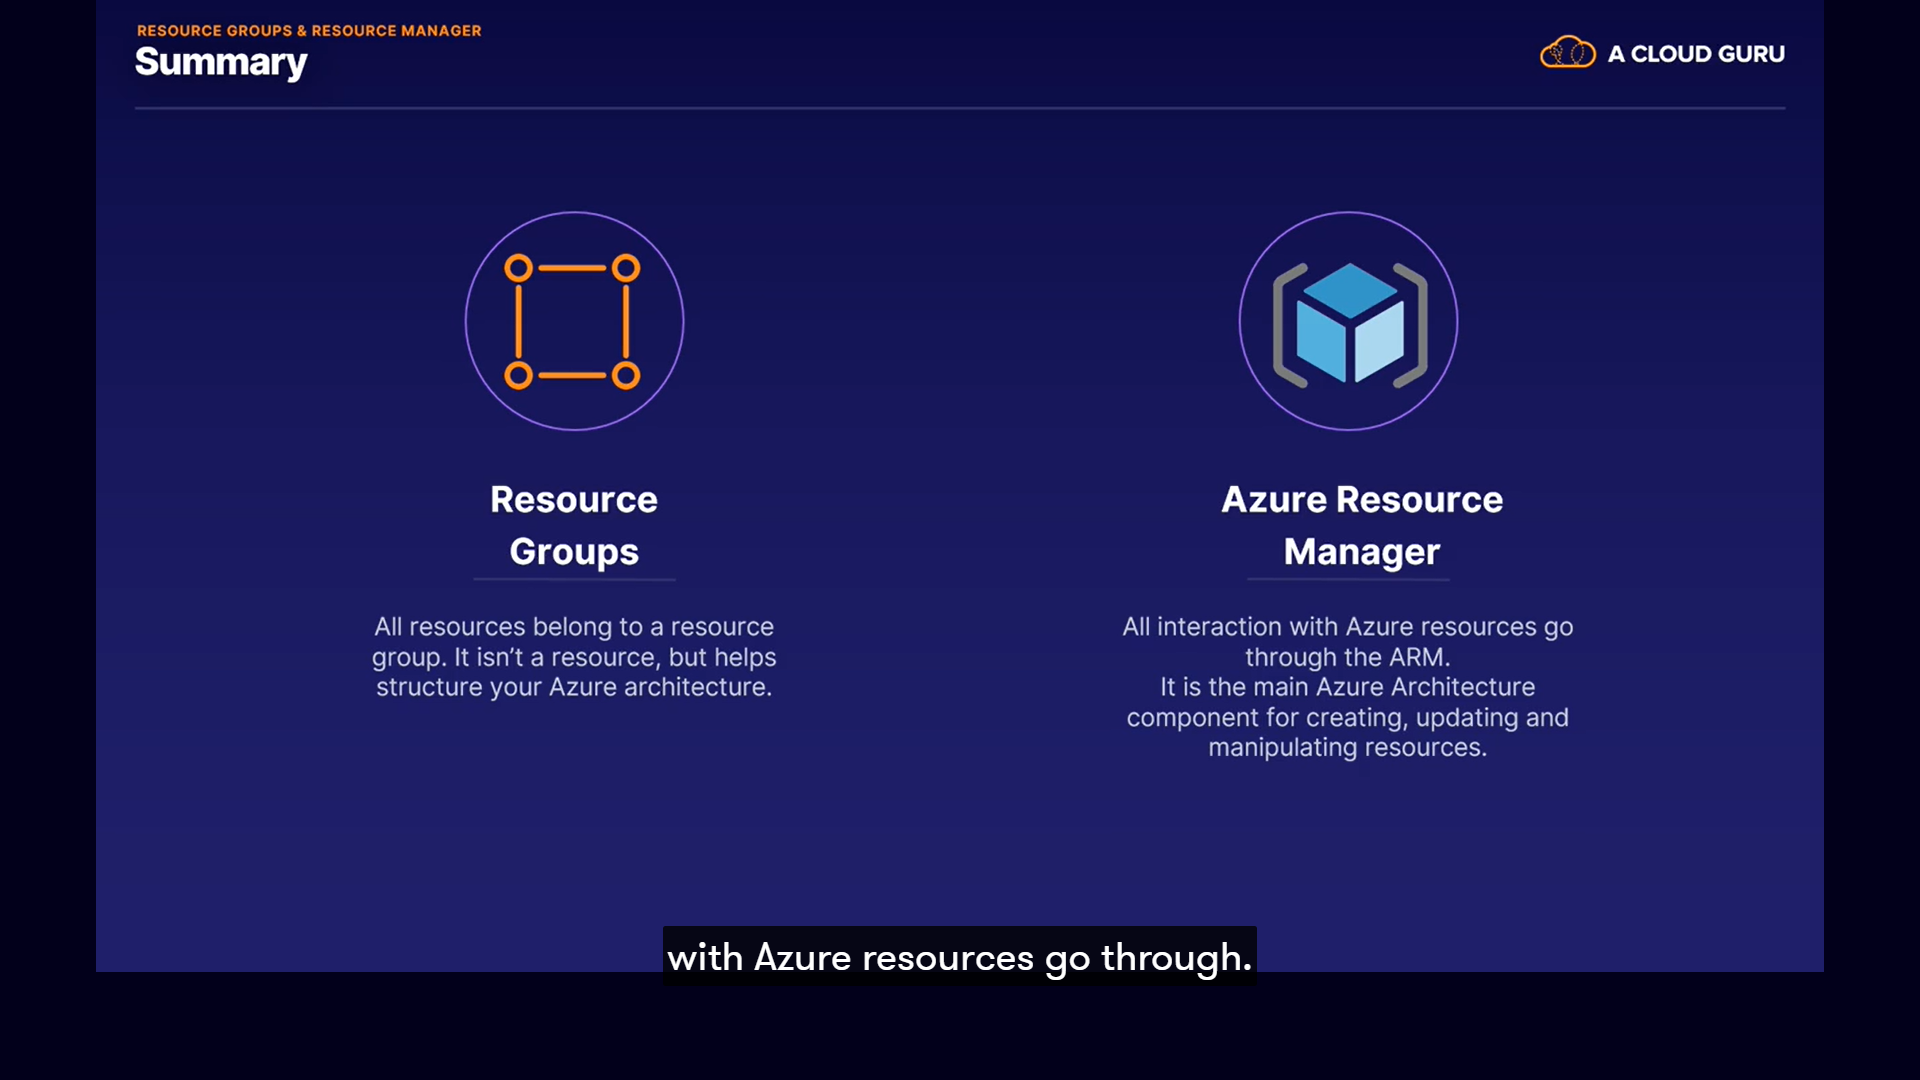 RESOURCE GROUPS & RESOURCE MANAGER
Summary
A CLOUD GURU
Resource
Groups
All resources belong to a resource
group. It isn’t a resource, but helps
structure your Azure architecture.
Azure Resource
Manager
All interaction with Azure resources go
through the ARM.
It is the main Azure Architecture
component for creating, updating and
manipulating resources.
with Azure resources go through.